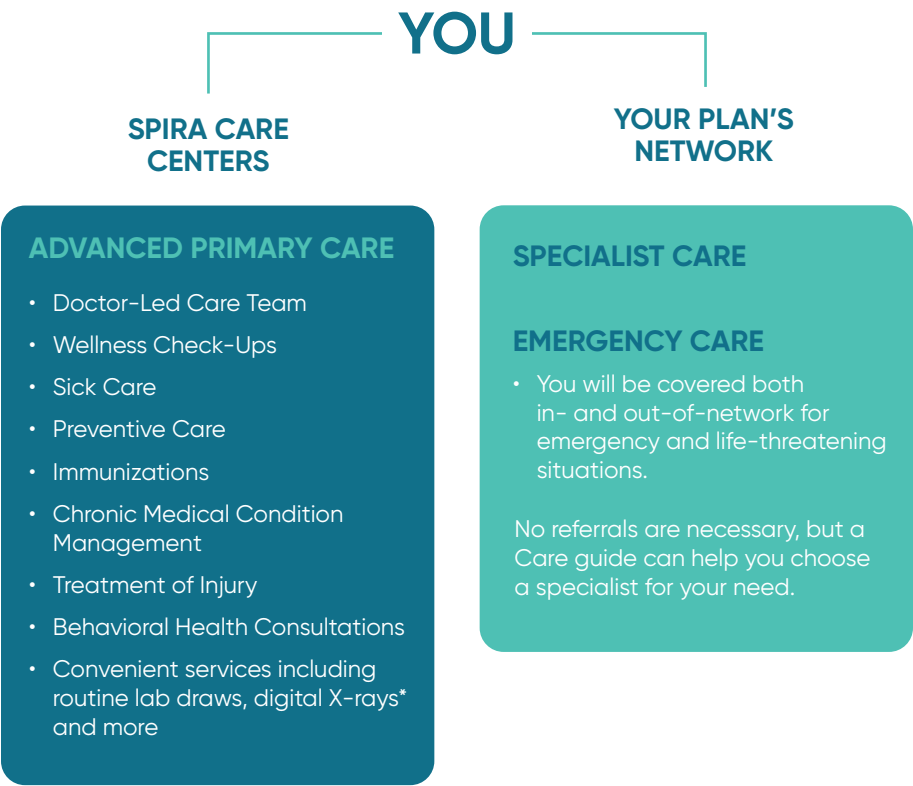 YOU
SPIRA CARE
CENTERS
ADVANCED PRIMARY CARE
• Doctor-Led Care Team
• Wellness Check-Ups
• Sick Care
• Preventive Care
• Immunizations
• Chronic Medical Condition
Management
• Treatment of Injury
• Behavioral Health Consultations
• Convenient services including
routine lab draws, digital X-rays*
and more
YOUR PLAN'S
NETWORK
SPECIALIST CARE
EMERGENCY CARE
• You will be covered both
in- and out-of-network for
emergency and life-threatening
situations.
No referrals are necessary, but a
Care guide can help you choose
a specialist for your need.